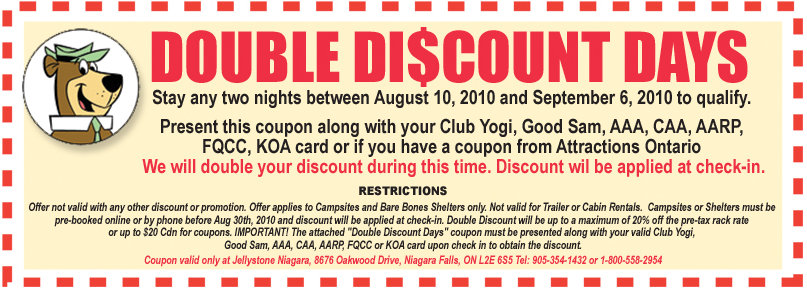 DOUBLE DI$COUNT DAYS
Stay any two nights between August 10, 2010 and September 6, 2010 to qualify.
Present this coupon along with your Club Yogi, Good Sam, AAA, CAA, AARP,
FQCC, KOA card or if you have a coupon from Attractions Ontario
We will double your discount during this time. Discount wil be applied at check-in.
RESTRICTIONS
Offer not valid with any other discount or promotion. Offer applies to Campsites and Bare Bones Shelters only. Not valid for Trailer or Cabin Rentals.  Campsites or Shelters must be
pre-booked online or by phone before Aug 30th, 2010 and discount will be applied at check-in. Double Discount will be up to a maximum of 20% off the pre-tax rack rate
or up to $20 Cdn for coupons. IMPORTANT! The attached "Double Discount Days" coupon must be presented along with your valid Club Yogi,
Good Sam, AAA, CAA, AARP, FQCC or KOA card upon check in to obtain the discount.
Coupon valid only at Jellystone Niagara, 8676 Oakwood Drive, Niagara Falls, ON L2E 6S5 Tel: 905-354-1432 or 1-800-558-2954